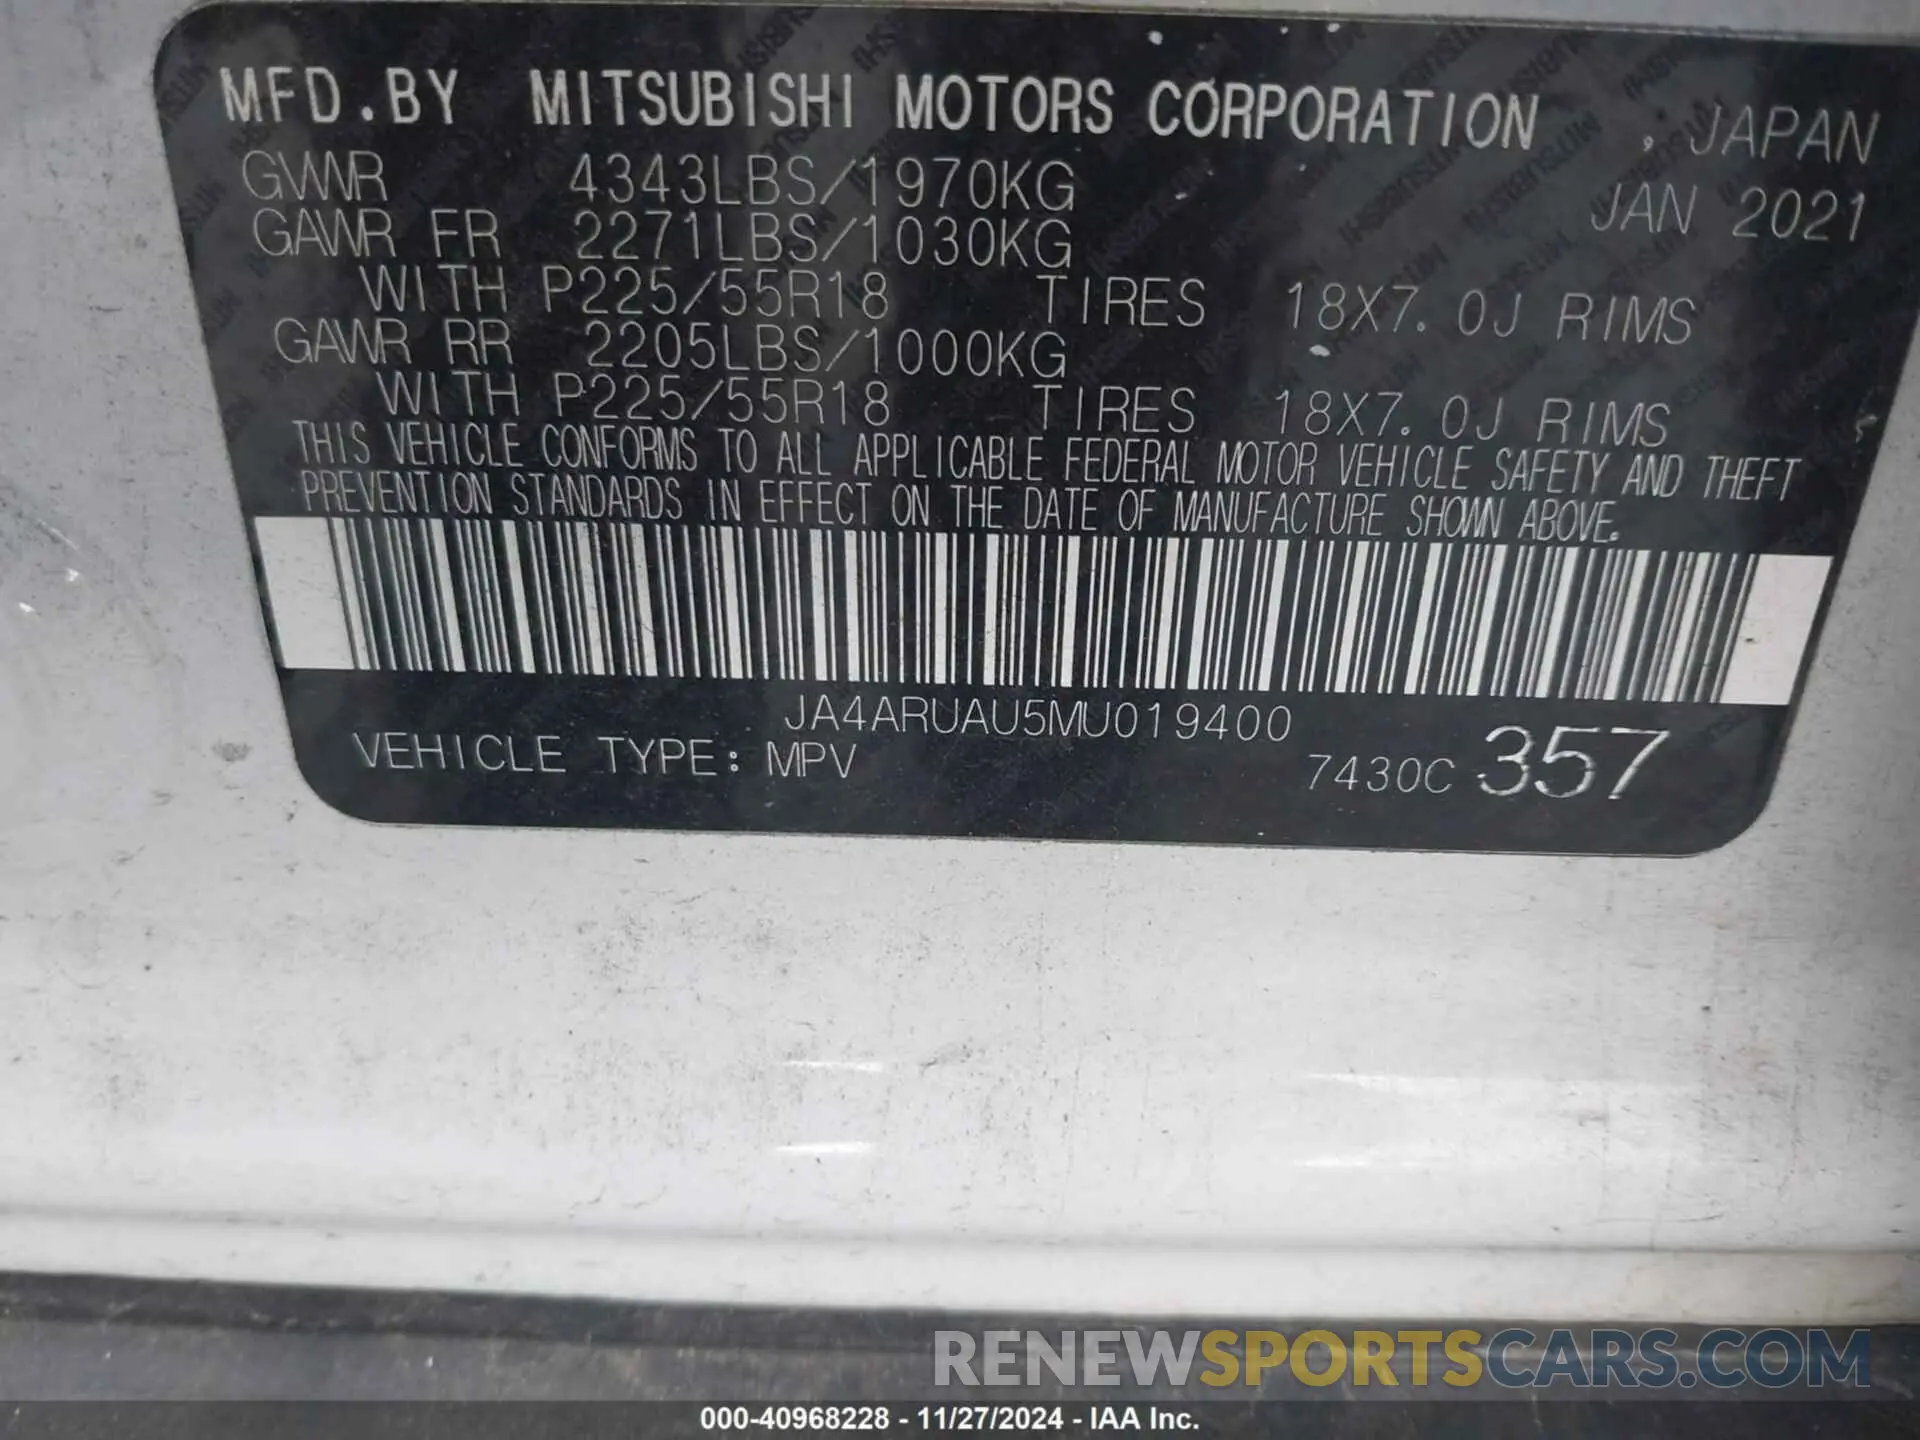 MFD.BY MITSUBISHI MOTORS CORPORATION , JAPAN
GVWR 4343LBS/1970KG JAN 2021
GAWR FR 2271LBS/1030KG
WITH P225/55R18 TIRES 18X7.0J RIMS
GAWR RR 2205LBS/1000KG
WITH P225/55R18 TIRES 18X7.0J RIMS
THIS VEHICLE CONFORMS TO ALL APPLICABLE FEDERAL MOTOR VEHICLE SAFETY AND THEFT
PREVENTION STANDARDS IN EFFECT ON THE DATE OF MANUFACTURE SHOWN ABOVE.
JA4ARUAU5MU019400
VEHICLE TYPE: MPV 7430C 357
RENEWSPORTSCARS.COM
000-40968228 - 11/27/2024 - IAA Inc.